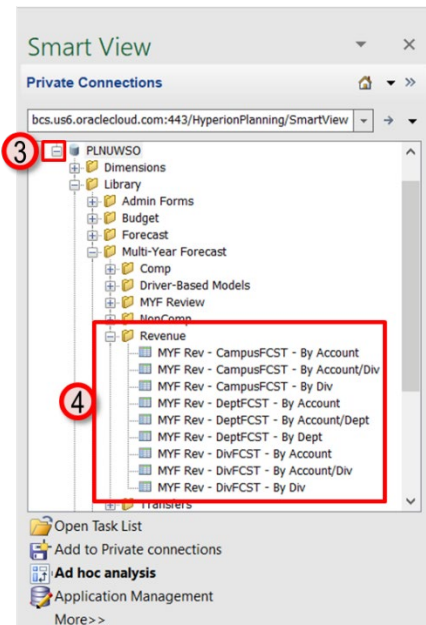 Smart View
Private Connections
bcs.us6.oraclecloud.com:443/HyperionPlanning/SmartView
3
PLNUWSO
Dimensions
Library
Admin Forms
Budget
Forecast
Multi-Year Forecast
Comp
Driver-Based Models
MYF Review
NonComp
Revenue
4
MYF Rev - CampusFCST - By Account
MYF Rev - CampusFCST - By Account/Div
MYF Rev - CampusFCST - By Div
MYF Rev - DeptFCST - By Account
MYF Rev - DeptFCST - By Account/Dept
MYF Rev - DeptFCST - By Dept
MYF Rev - DivFCST - By Account
MYF Rev - DivFCST - By Account/Div
MYF Rev - DivFCST - By Div
Transfers
Open Task List
Add to Private connections
Ad hoc analysis
Application Management
More>>